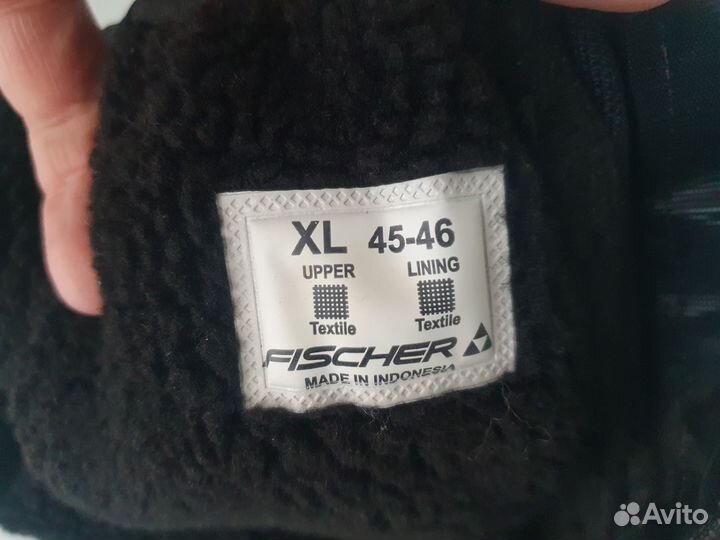 XL 45-46
UPPER LINING
Textile Textile
FISCHER
MADE IN INDONESIA
Avito